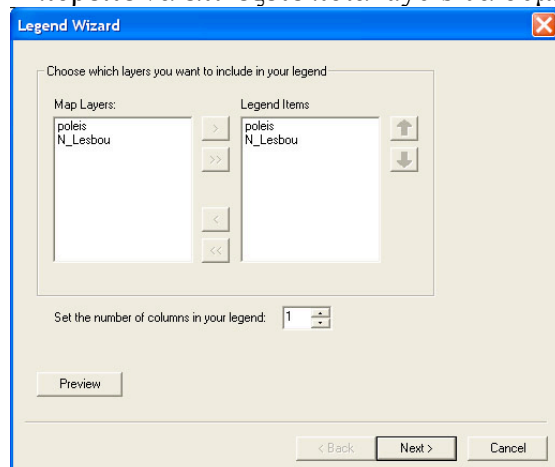 Legend Wizard
Choose which layers you want to include in your legend
Map Layers:
Legend Items
poleis
N_Lesbou
>
>>
<
<<
poleis
N_Lesbou
Set the number of columns in your legend: 1
Preview
< Back Next > Cancel